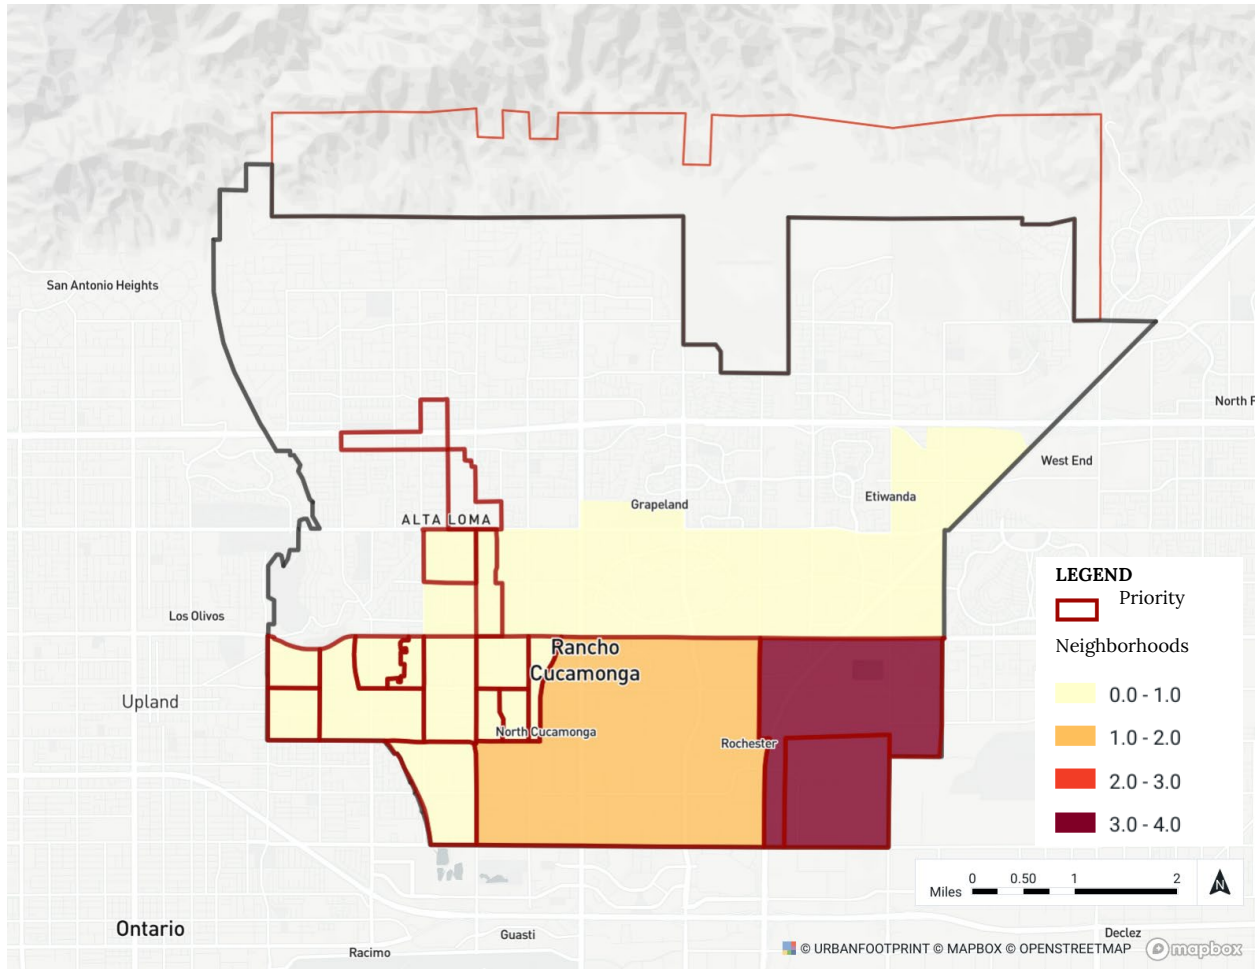 San Antonio Heights
North F
West End
Grapeland
Etiwanda
ALTA LOMA
LEGEND
Priority
Neighborhoods
0.0 - 1.0
1.0 - 2.0
2.0 - 3.0
3.0 - 4.0
Los Olivos
Rancho
Cucamonga
Upland
North Cucamonga
Rochester
Miles
0 0.50 1 2
N
Ontario
Guasti
Racimo
Declez
© URBANFOOTPRINT © MAPBOX © OPENSTREETMAP
mapbox